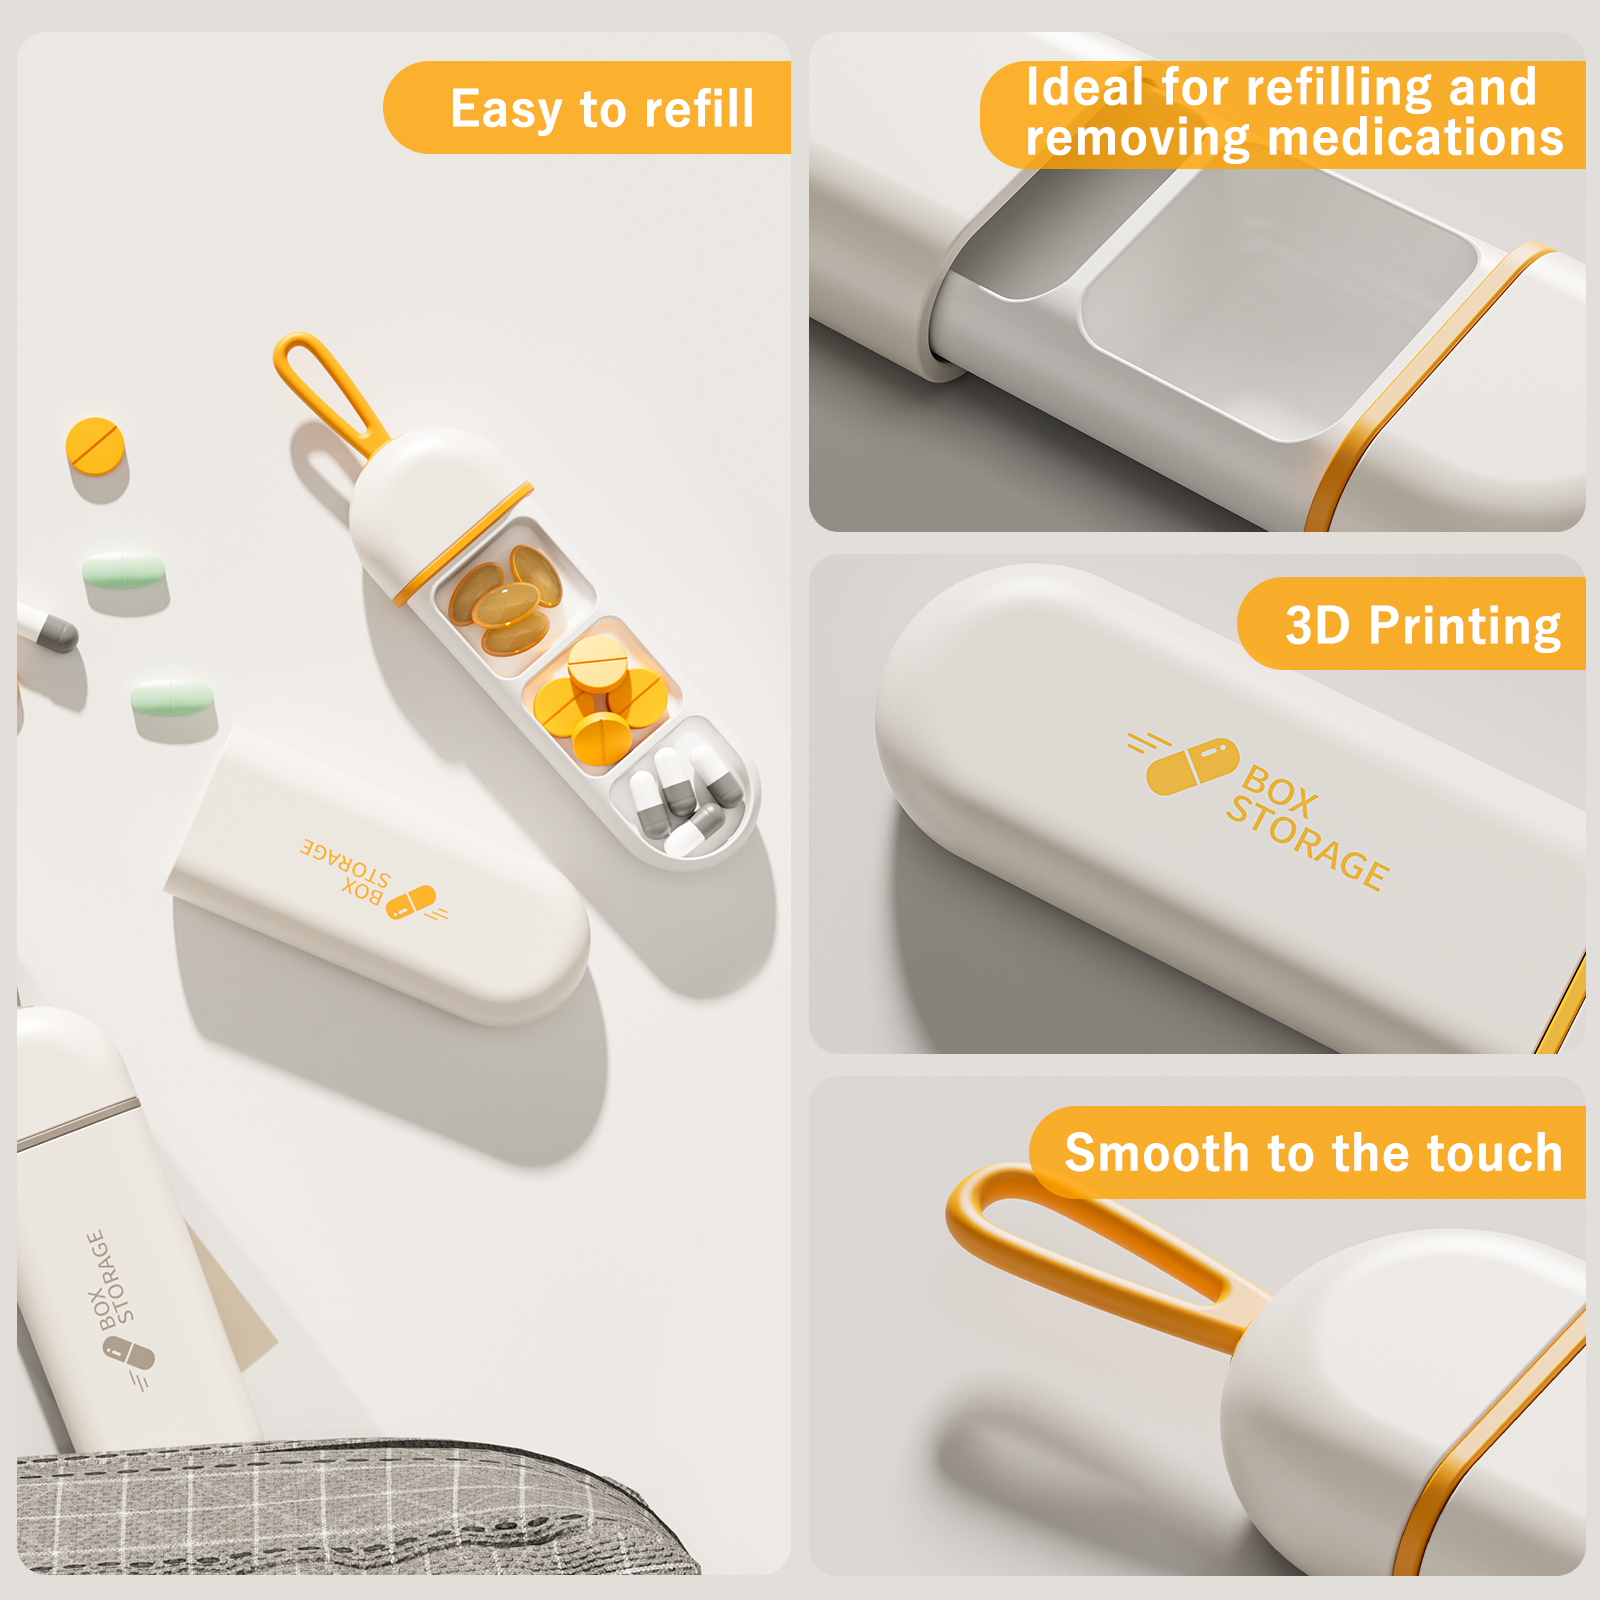 Easy to refill
BOX
STORAGE
BOX
STORAGE
Ideal for refilling and
removing medications
3D Printing
BOX
STORAGE
Smooth to the touch